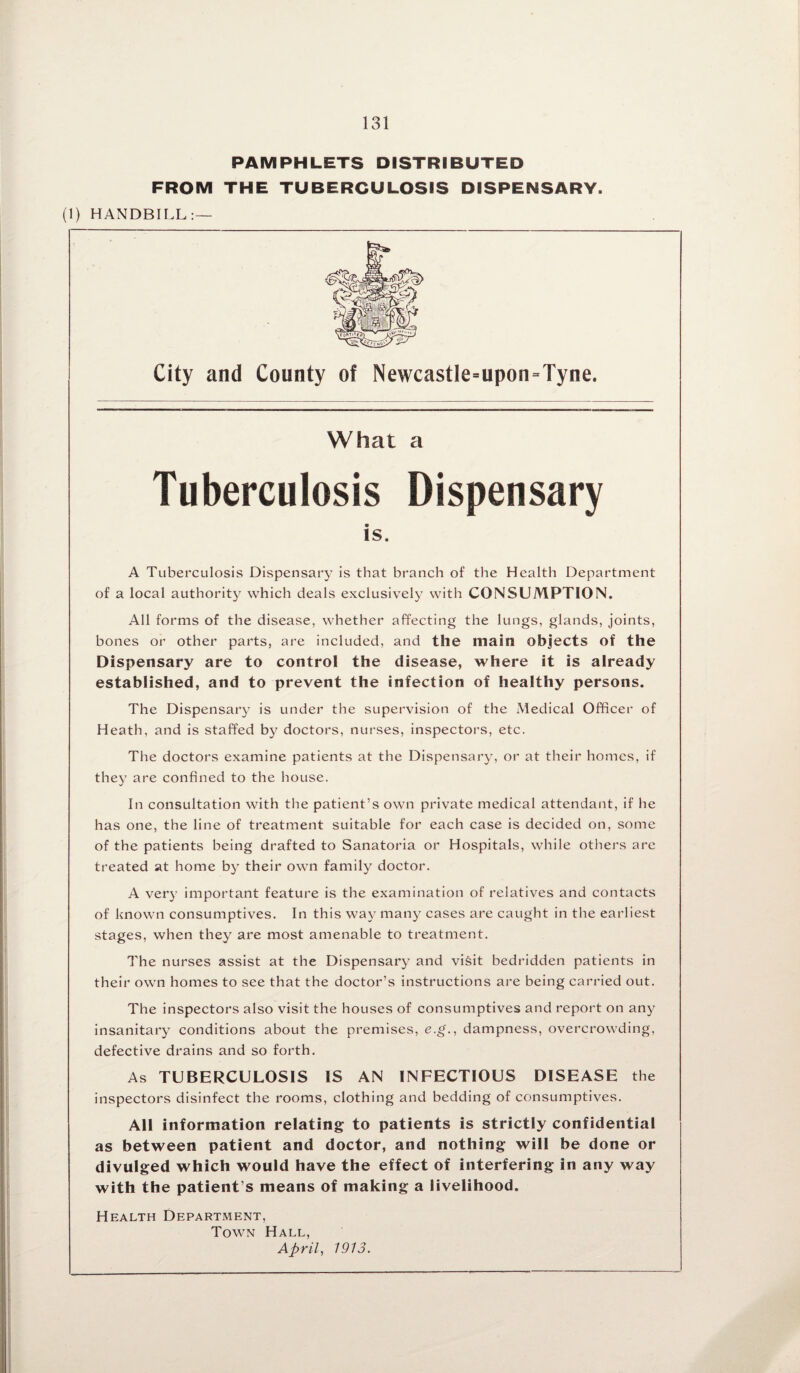 131
PAMPHLETS DISTRIBUTED
FROM THE TUBERCULOSIS DISPENSARY.
(1) HANDBILL:—
City and County of Newcastle=upon=Tyne.
What a
Tuberculosis Dispensary
is.
A Tuberculosis Dispensary is that branch of the Health Department
of a local authority which deals exclusively with CONSUMPTION.
All forms of the disease, whether affecting the lungs, glands, joints,
bones or other parts, are included, and the main objects of the
Dispensary are to control the disease, where it is already
established, and to prevent the infection of healthy persons.
The Dispensary is under the supervision of the Medical Officer of
Heath, and is staffed by doctors, nurses, inspectors, etc.
The doctors examine patients at the Dispensary, or at their homes, if
they are confined to the house.
In consultation with the patient's own private medical attendant, if he
has one, the line of treatment suitable for each case is decided on, some
of the patients being drafted to Sanatoria or Hospitals, while others are
treated at home by their own family doctor.
A very important feature is the examination of relatives and contacts
of known consumptives. In this way many cases are caught in the earliest
stages, when they are most amenable to treatment.
The nurses assist at the Dispensary and visit bedridden patients in
their own homes to see that the doctor's instructions are being carried out.
The inspectors also visit the houses of consumptives and report on any
insanitary conditions about the premises, e.g., dampness, overcrowding,
defective drains and so forth.
As TUBERCULOSIS IS AN INFECTIOUS DISEASE the
inspectors disinfect the rooms, clothing and bedding of consumptives.
All information relating to patients is strictly confidential
as between patient and doctor, and nothing will be done or
divulged which would have the effect of interfering in any way
with the patient's means of making a livelihood.
HEALTH DEPARTMENT,
TOWN HALL,
April, 1913.